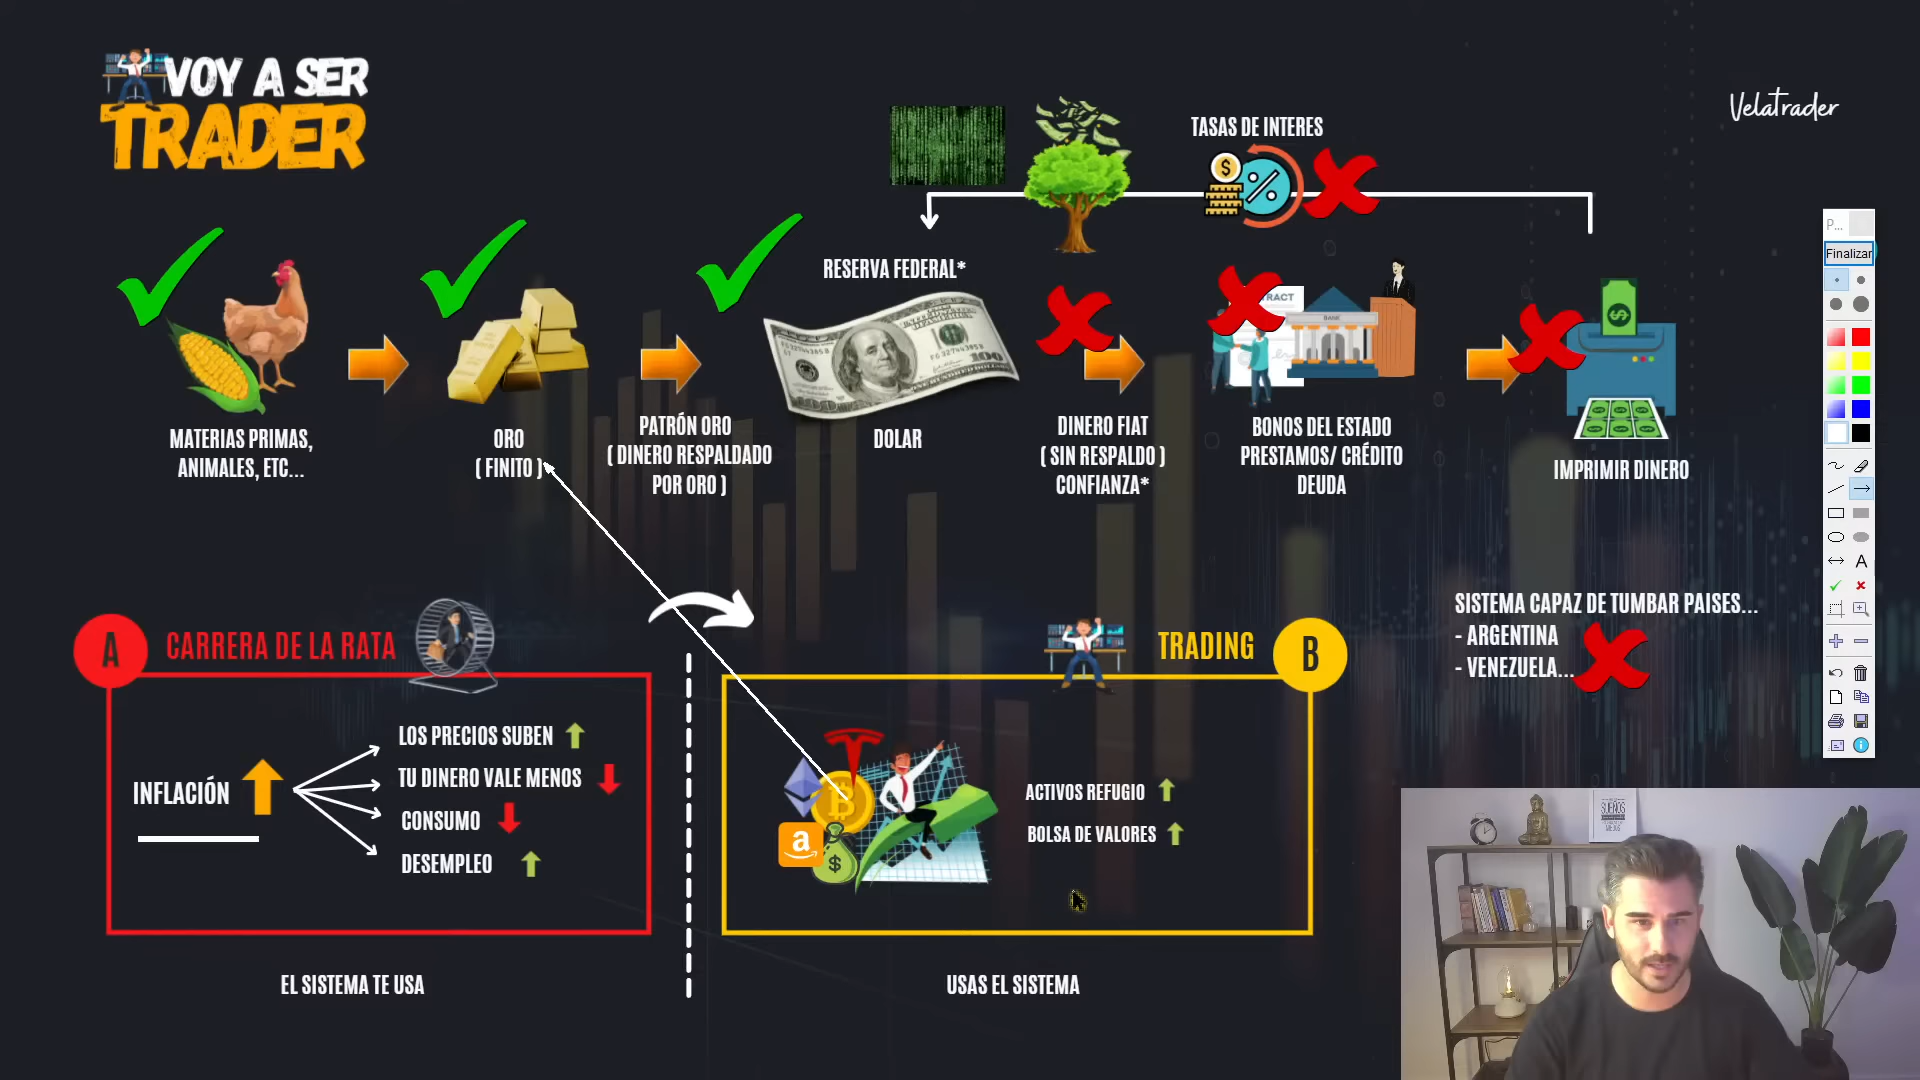 VOY A SER
TRADER
Velatrader
TASAS DE INTERES
RESERVA FEDERAL*
MATERIAS PRIMAS,
ANIMALES, ETC...
ORO
( FINITO )
PATRÓN ORO
( DINERO RESPALDADO
POR ORO )
100
DOLAR
DINERO FIAT
( SIN RESPALDO )
CONFIANZA*
BANK
BONOS DEL ESTADO
PRESTAMOS/ CRÉDITO
DEUDA
IMPRIMIR DINERO
P...
Finalizar
A
A
CARRERA DE LA RATA
INFLACIÓN
LOS PRECIOS SUBEN
TU DINERO VALE MENOS
CONSUMO
DESEMPLEO
EL SISTEMA TE USA
TRADING
B
ACTIVOS REFUGIO
BOLSA DE VALORES
USAS EL SISTEMA
SISTEMA CAPAZ DE TUMBAR PAISES...
- ARGENTINA
- VENEZUELA...
SUEÑOS